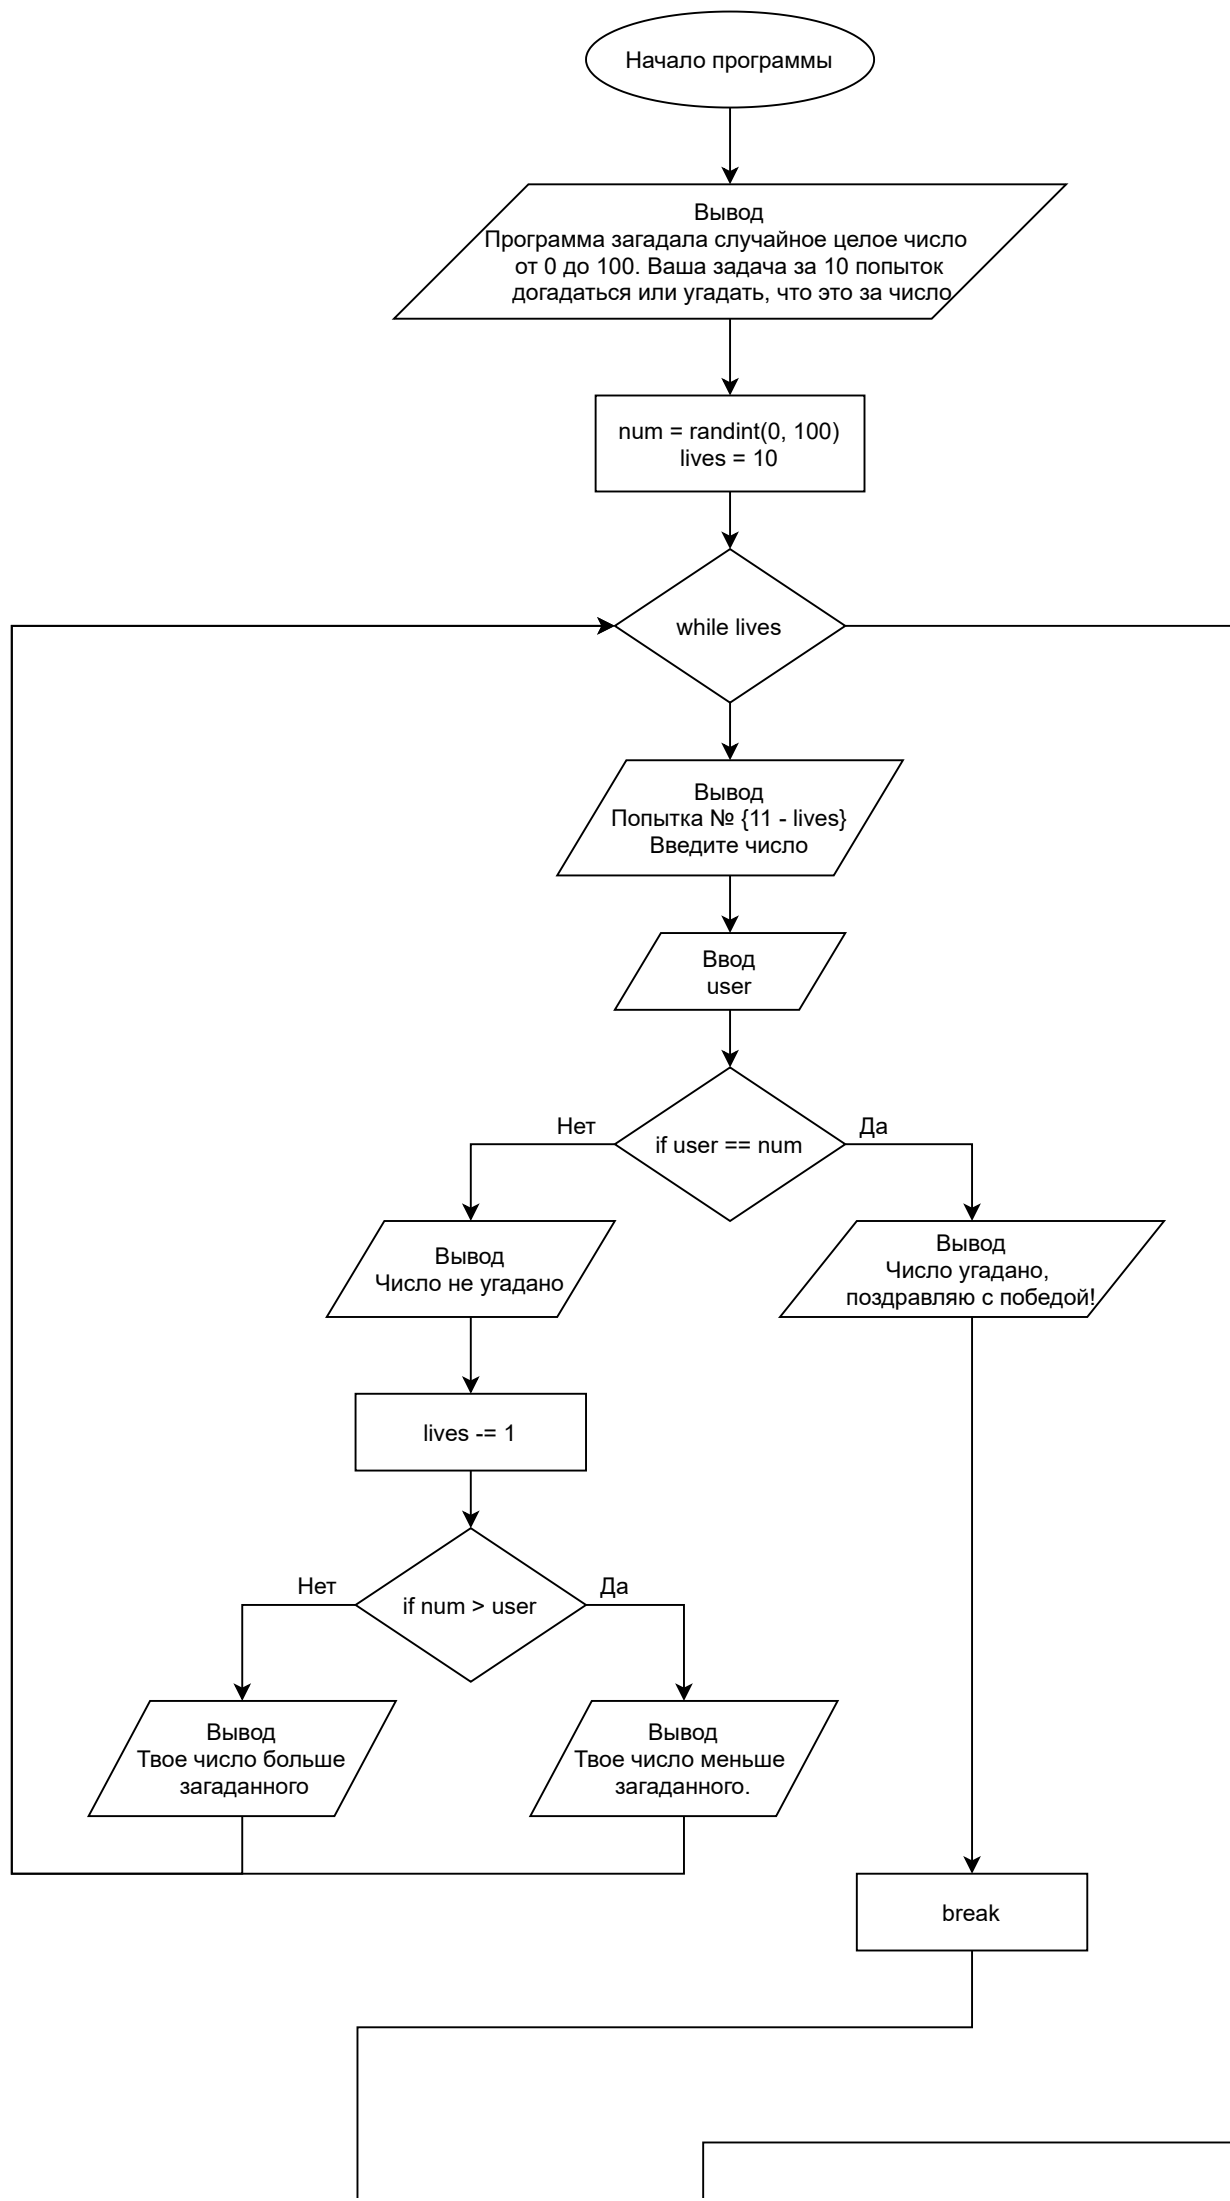 Начало программы
Вывод
Программа загадала случайное целое число
от 0 до 100. Ваша задача за 10 попыток
догадаться или угадать, что это за число
num = randint(0, 100)
lives = 10
while lives
Вывод
Попытка № {11 - lives}
Введите число
Ввод
user
Нет
if user == num
Да
Вывод
Число не угадано
Вывод
Число угадано,
поздравляю с победой!
lives -= 1
Нет
if num > user
Да
Вывод
Твое число больше
загаданного
Вывод
Твое число меньше
загаданного.
break